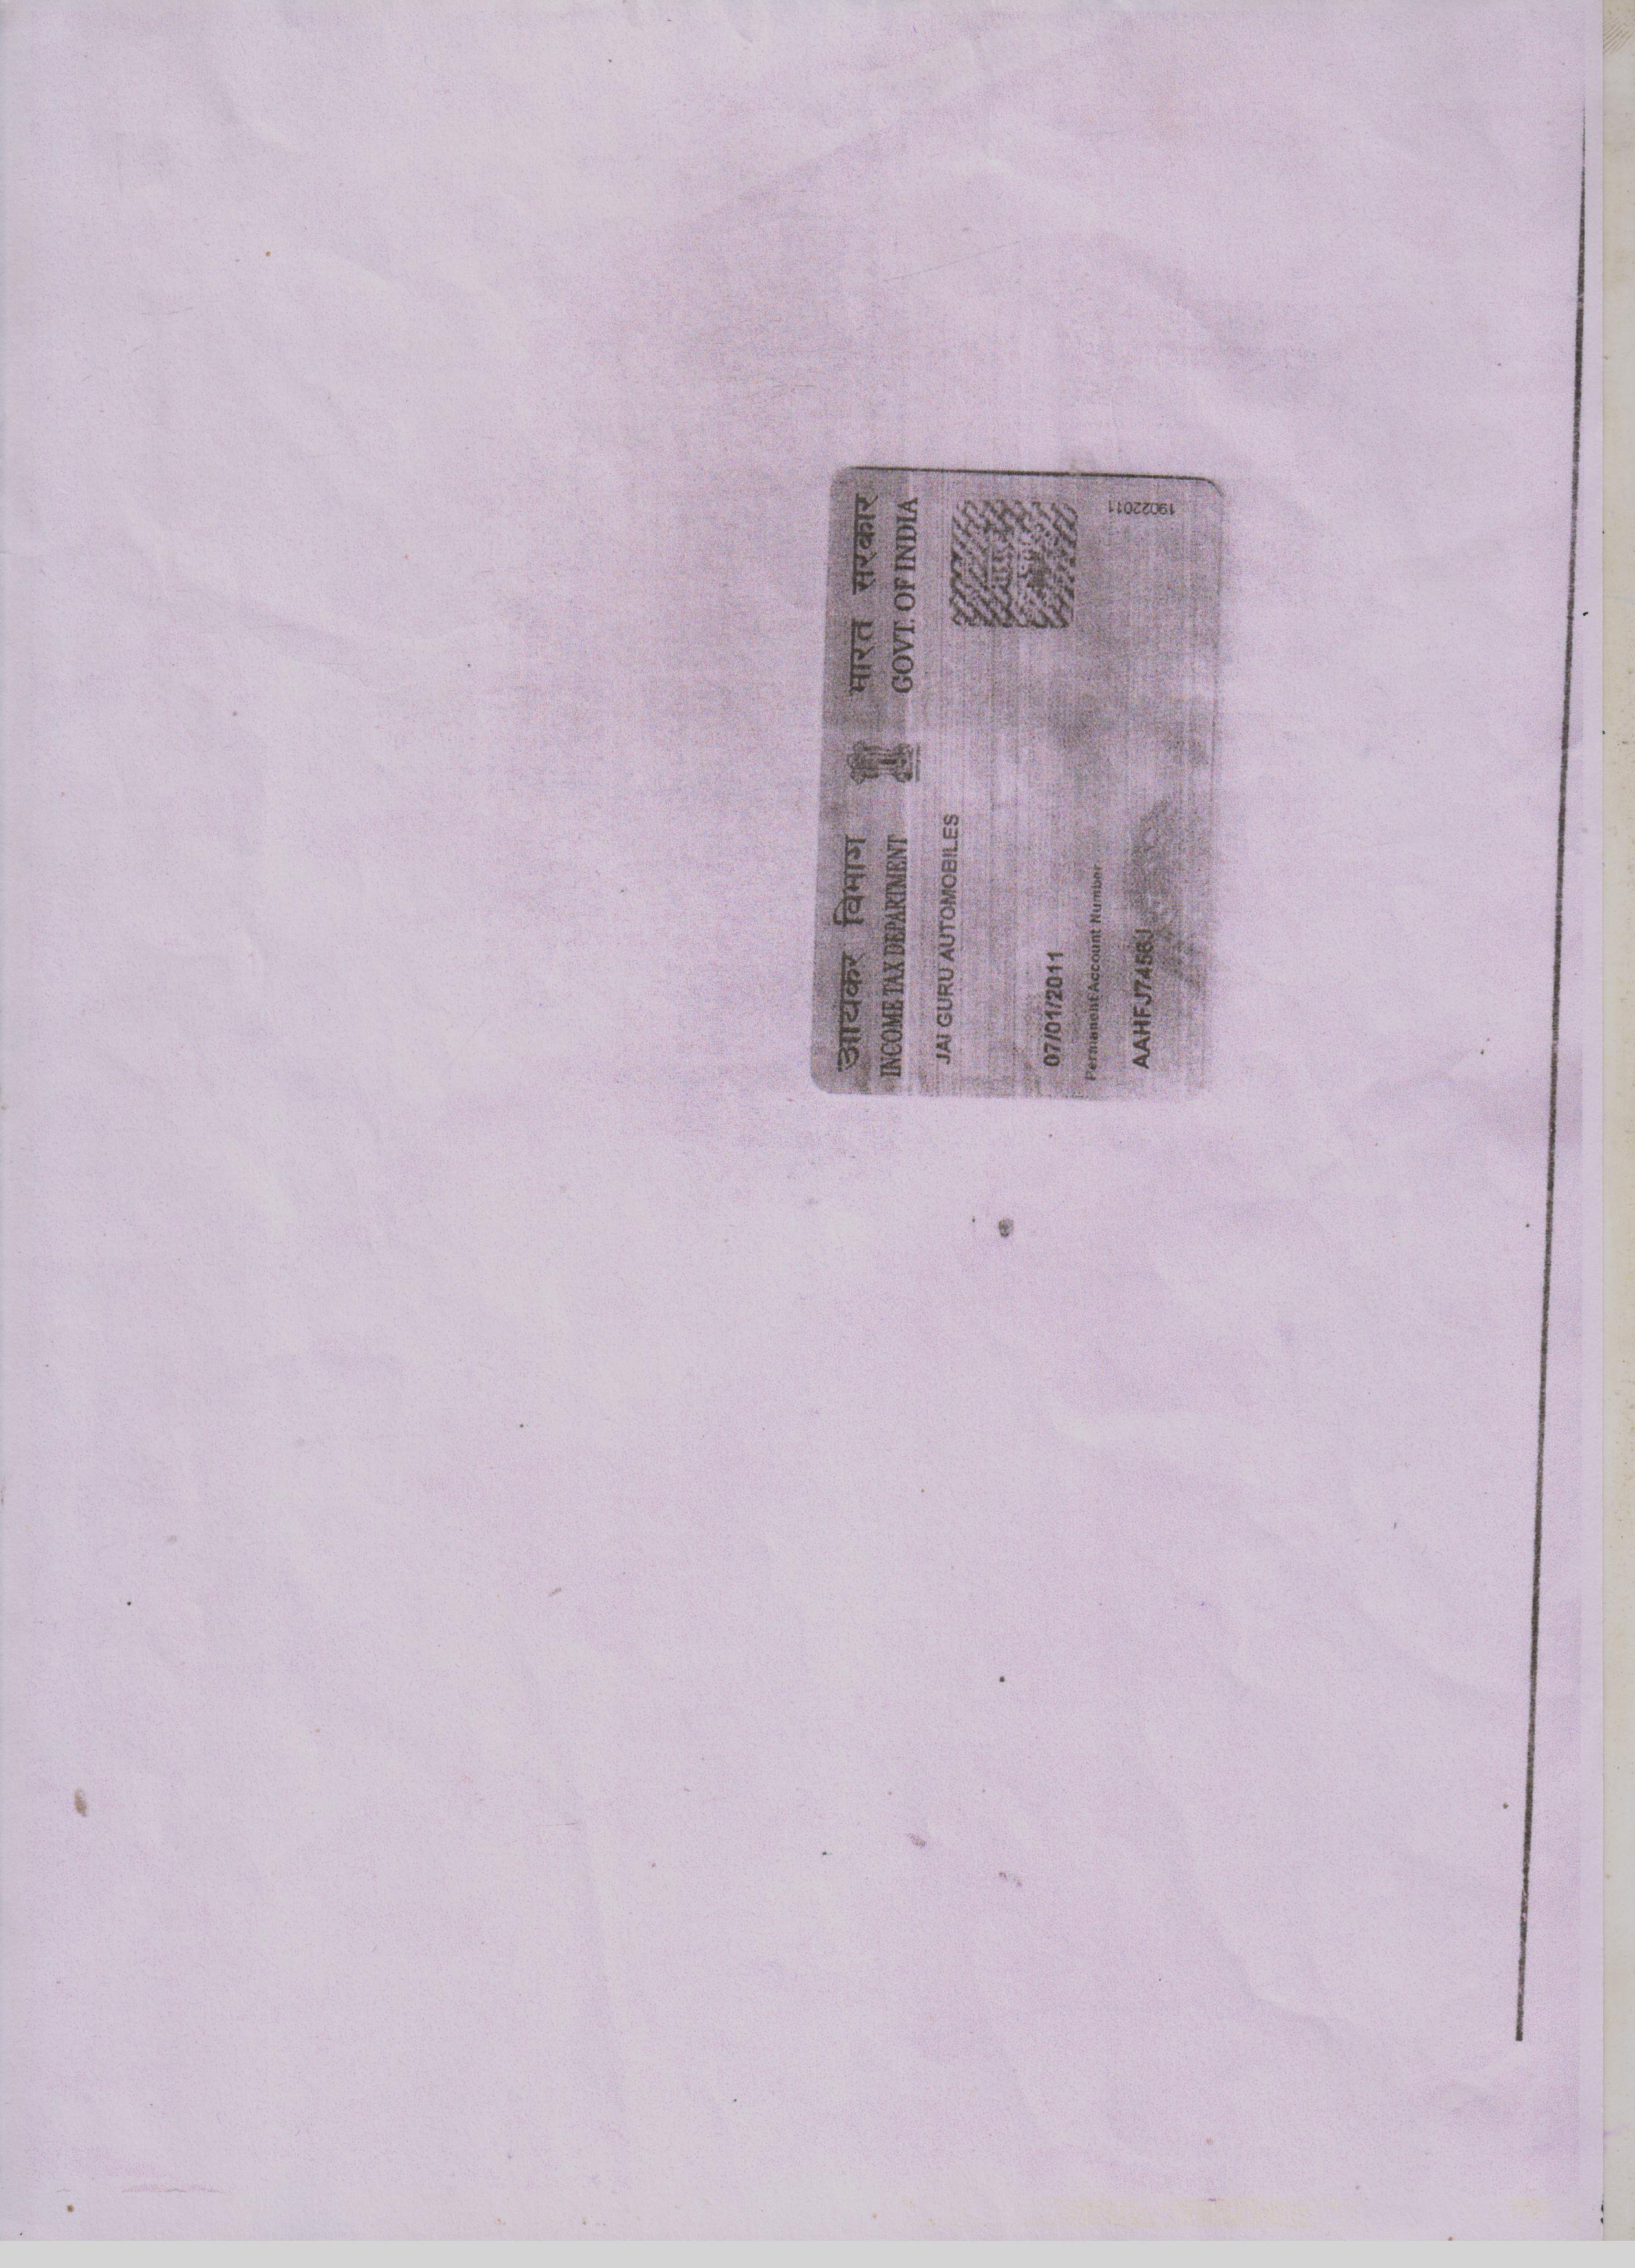 आयकर विभाग भारत सरकार
INCOME TAX DEPARTMENT GOVT. OF INDIA
JAI GURU AUTOMOBILES
07/01/2011
Permanent Account Number
AAHFJ7456J
19022011